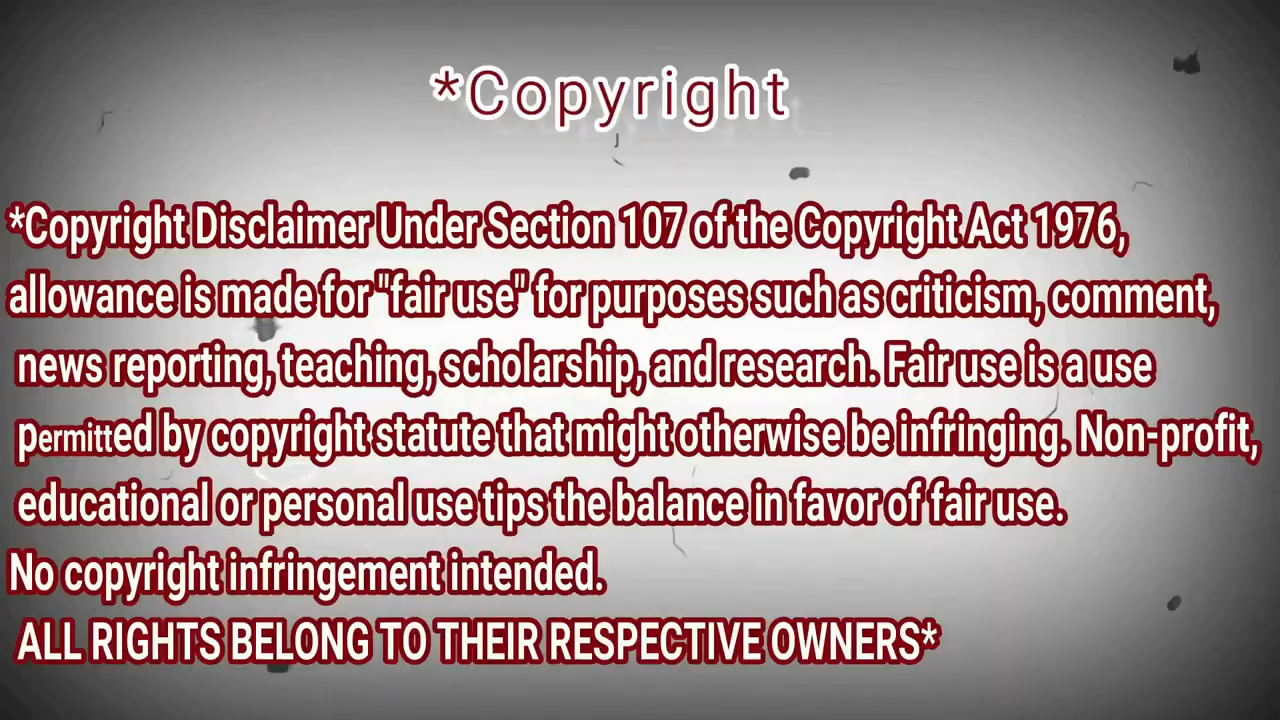 *Copyright
*Copyright Disclaimer Under Section 107 of the Copyright Act 1976,
allowance is made for "fair use" for purposes such as criticism, comment,
news reporting, teaching, scholarship, and research. Fair use is a use
permitted by copyright statute that might otherwise be infringing. Non-profit,
educational or personal use tips the balance in favor of fair use.
No copyright infringement intended.
ALL RIGHTS BELONG TO THEIR RESPECTIVE OWNERS*